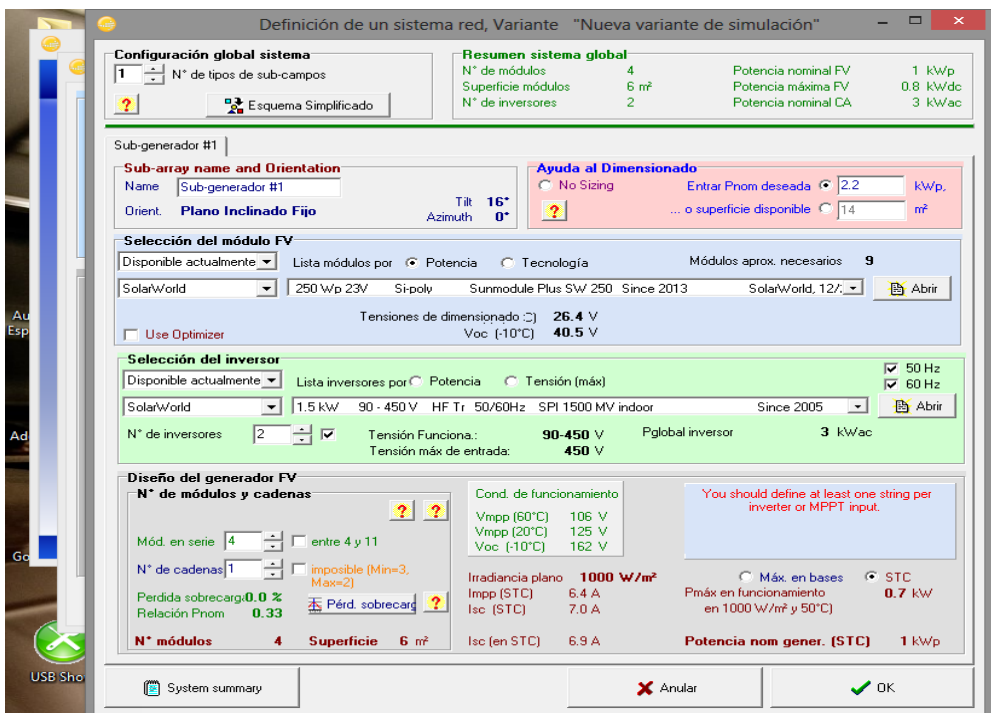 Definición de un sistema red, Variante "Nueva variante de simulación"
Configuración global sistema
1 N° de tipos de sub-campos
? Esquema Simplificado
Resumen sistema global
N° de módulos 4 Potencia nominal FV 1 kWp
Superficie módulos 6 m² Potencia máxima FV 0.8 kWdc
N° de inversores 2 Potencia nominal CA 3 kWac
Sub-generador #1
Sub-array name and Orientation
Name Sub-generador #1
Orient. Plano Inclinado Fijo
Tilt 16°
Azimuth 0°
Ayuda al Dimensionado
No Sizing Entrar Pnom deseada 2.2 kWp,
? ... o superficie disponible 14 m²
Selección del módulo FV
Disponible actualmente Lista módulos por Potencia Tecnología Módulos aprox. necesarios 9
SolarWorld 250 Wp 23V Si-poly Sunmodule Plus SW 250 Since 2013 SolarWorld, 12/2 Abrir
Tensiones de dimensionado :C) 26.4 V
Use Optimizer Voc (-10°C) 40.5 V
Selección del inversor
Disponible actualmente Lista inversores por Potencia Tensión (máx)
50 Hz
60 Hz
SolarWorld 1.5 kW 90 - 450 V HF Tr 50/60Hz SPI 1500 MV indoor Since 2005 Abrir
N° de inversores 2 Tensión Funciona.: 90-450 V Pglobal inversor 3 kWac
Tensión máx de entrada: 450 V
Diseño del generador FV
N° de módulos y cadenas
? ?
Mód. en serie 4 entre 4 y 11
N° de cadenas 1 imposible (Min=3,
Max=2)
Perdida sobrecarga 0.0 %
Relación Pnom 0.33
Pérd. sobrecarg ?
N° módulos 4 Superficie 6 m²
Cond. de funcionamiento
Vmpp (60°C) 106 V
Vmpp (20°C) 125 V
Voc (-10°C) 162 V
You should define at least one string per
inverter or MPPT input.
Irradiancia plano 1000 W/m²
Impp (STC) 6.4 A
Isc (STC) 7.0 A
Isc (en STC) 6.9 A
Máx. en bases STC
Pmáx en funcionamiento 0.7 kW
en 1000 W/m² y 50°C)
Potencia nom gener. (STC) 1 kWp
System summary Anular OK
Au
Esp
Ad
Go
USB Sho